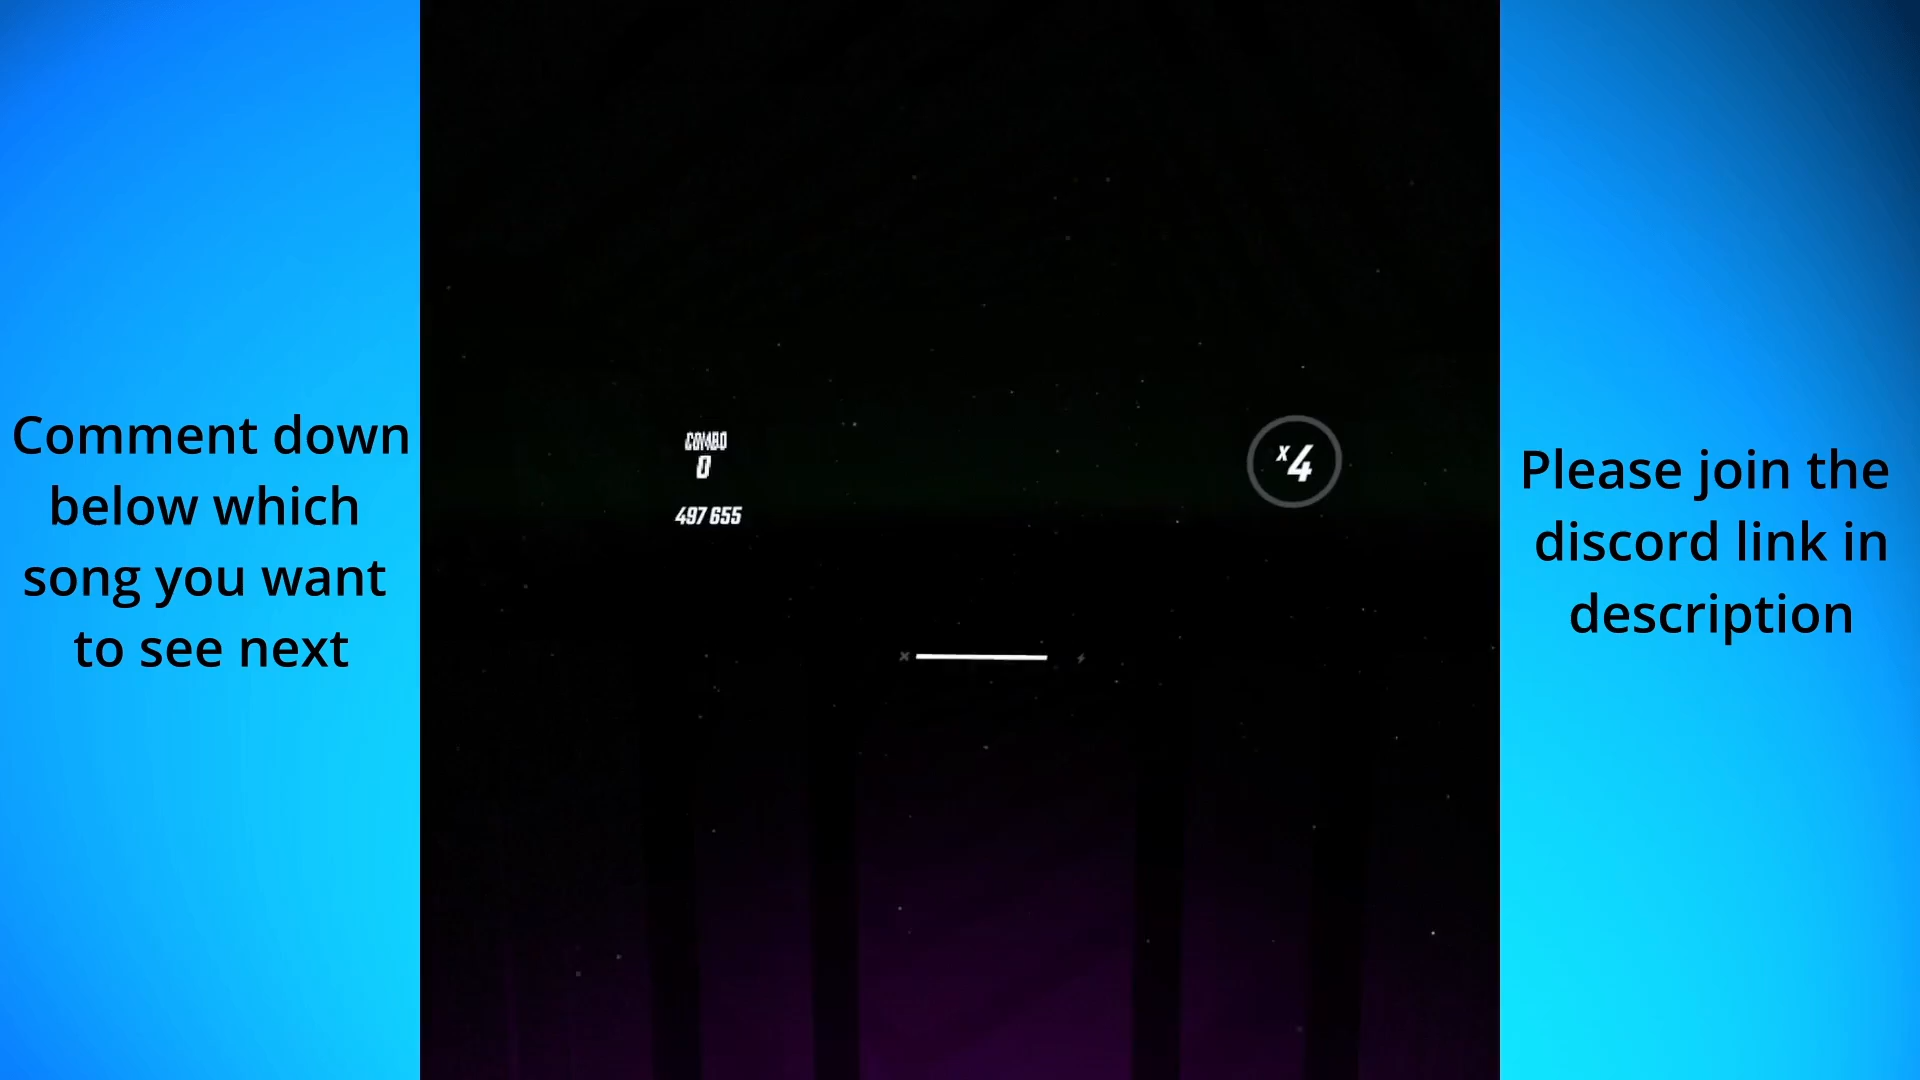 Comment down
below which
song you want
to see next
COMBO
0
497 655
x4
Please join the
discord link in
description